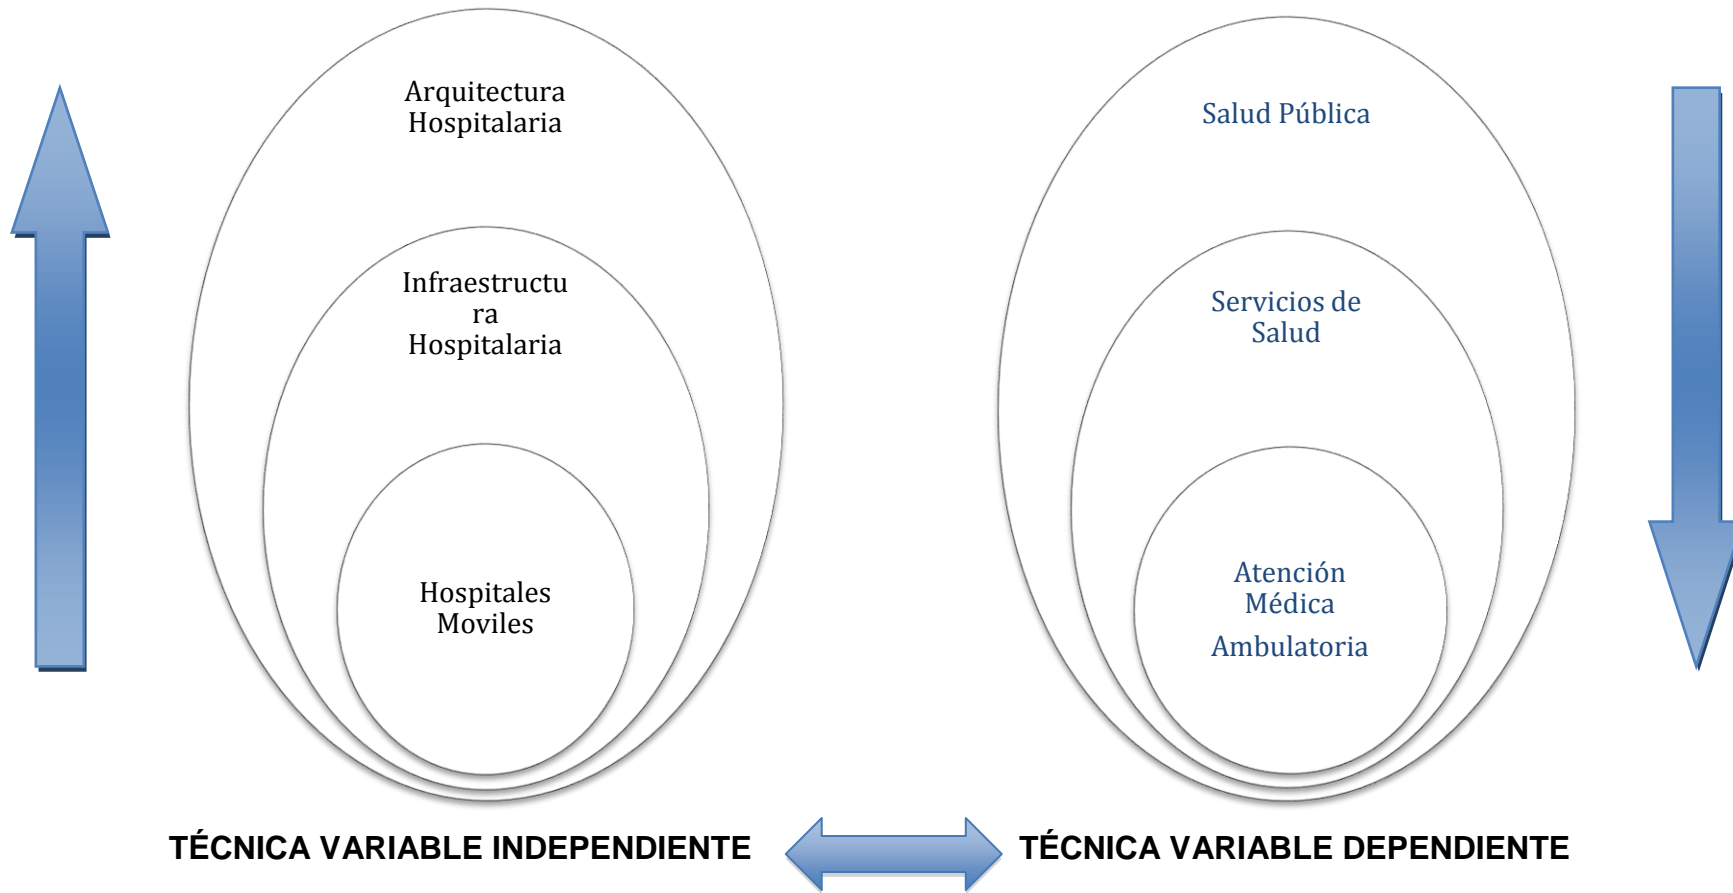 Arquitectura
Hospitalaria
Infraestructu
ra
Hospitalaria
Hospitales
Moviles
Salud Pública
Servicios de
Salud
Atención
Médica
Ambulatoria
TÉCNICA VARIABLE INDEPENDIENTE
TÉCNICA VARIABLE DEPENDIENTE